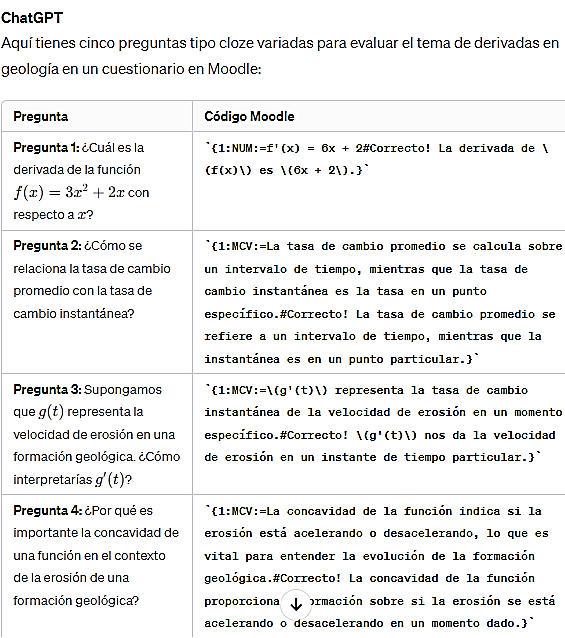 ChatGPT
Aquí tienes cinco preguntas tipo cloze variadas para evaluar el tema de derivadas en
geología en un cuestionario en Moodle:
Pregunta
Código Moodle
Pregunta 1: ¿Cuál es la
derivada de la función
f(x) = 3x² + 2x con
respecto a x?
`{1:NUM:=f'(x) = 6x + 2#Correcto! La derivada de \
(f(x)\) es \(6x + 2\).}`
Pregunta 2: ¿Cómo se
relaciona la tasa de cambio
promedio con la tasa de
cambio instantánea?
`{1:MCV:=La tasa de cambio promedio se calcula sobre
un intervalo de tiempo, mientras que la tasa de
cambio instantánea es la tasa en un punto
específico.#Correcto! La tasa de cambio promedio se
refiere a un intervalo de tiempo, mientras que la
instantánea es en un punto particular.}`
Pregunta 3: Supongamos
que g(t) representa la
velocidad de erosión en una
formación geológica. ¿Cómo
interpretarías g′(t)?
`{1:MCV:=\(g'(t)\) representa la tasa de cambio
instantánea de la velocidad de erosión en un momento
específico.#Correcto! \(g'(t)\) nos da la velocidad
de erosión en un instante de tiempo particular.}`
Pregunta 4: ¿Por qué es
importante la concavidad de
una función en el contexto
de la erosión de una
formación geológica?
`{1:MCV:=La concavidad de la función indica si la
erosión está acelerando o desacelerando, lo que es
vital para entender la evolución de la formación
geológica.#Correcto! La concavidad de la función
proporciona ormación sobre si la erosión se está
acelerando o desacelerando en un momento dado.}`